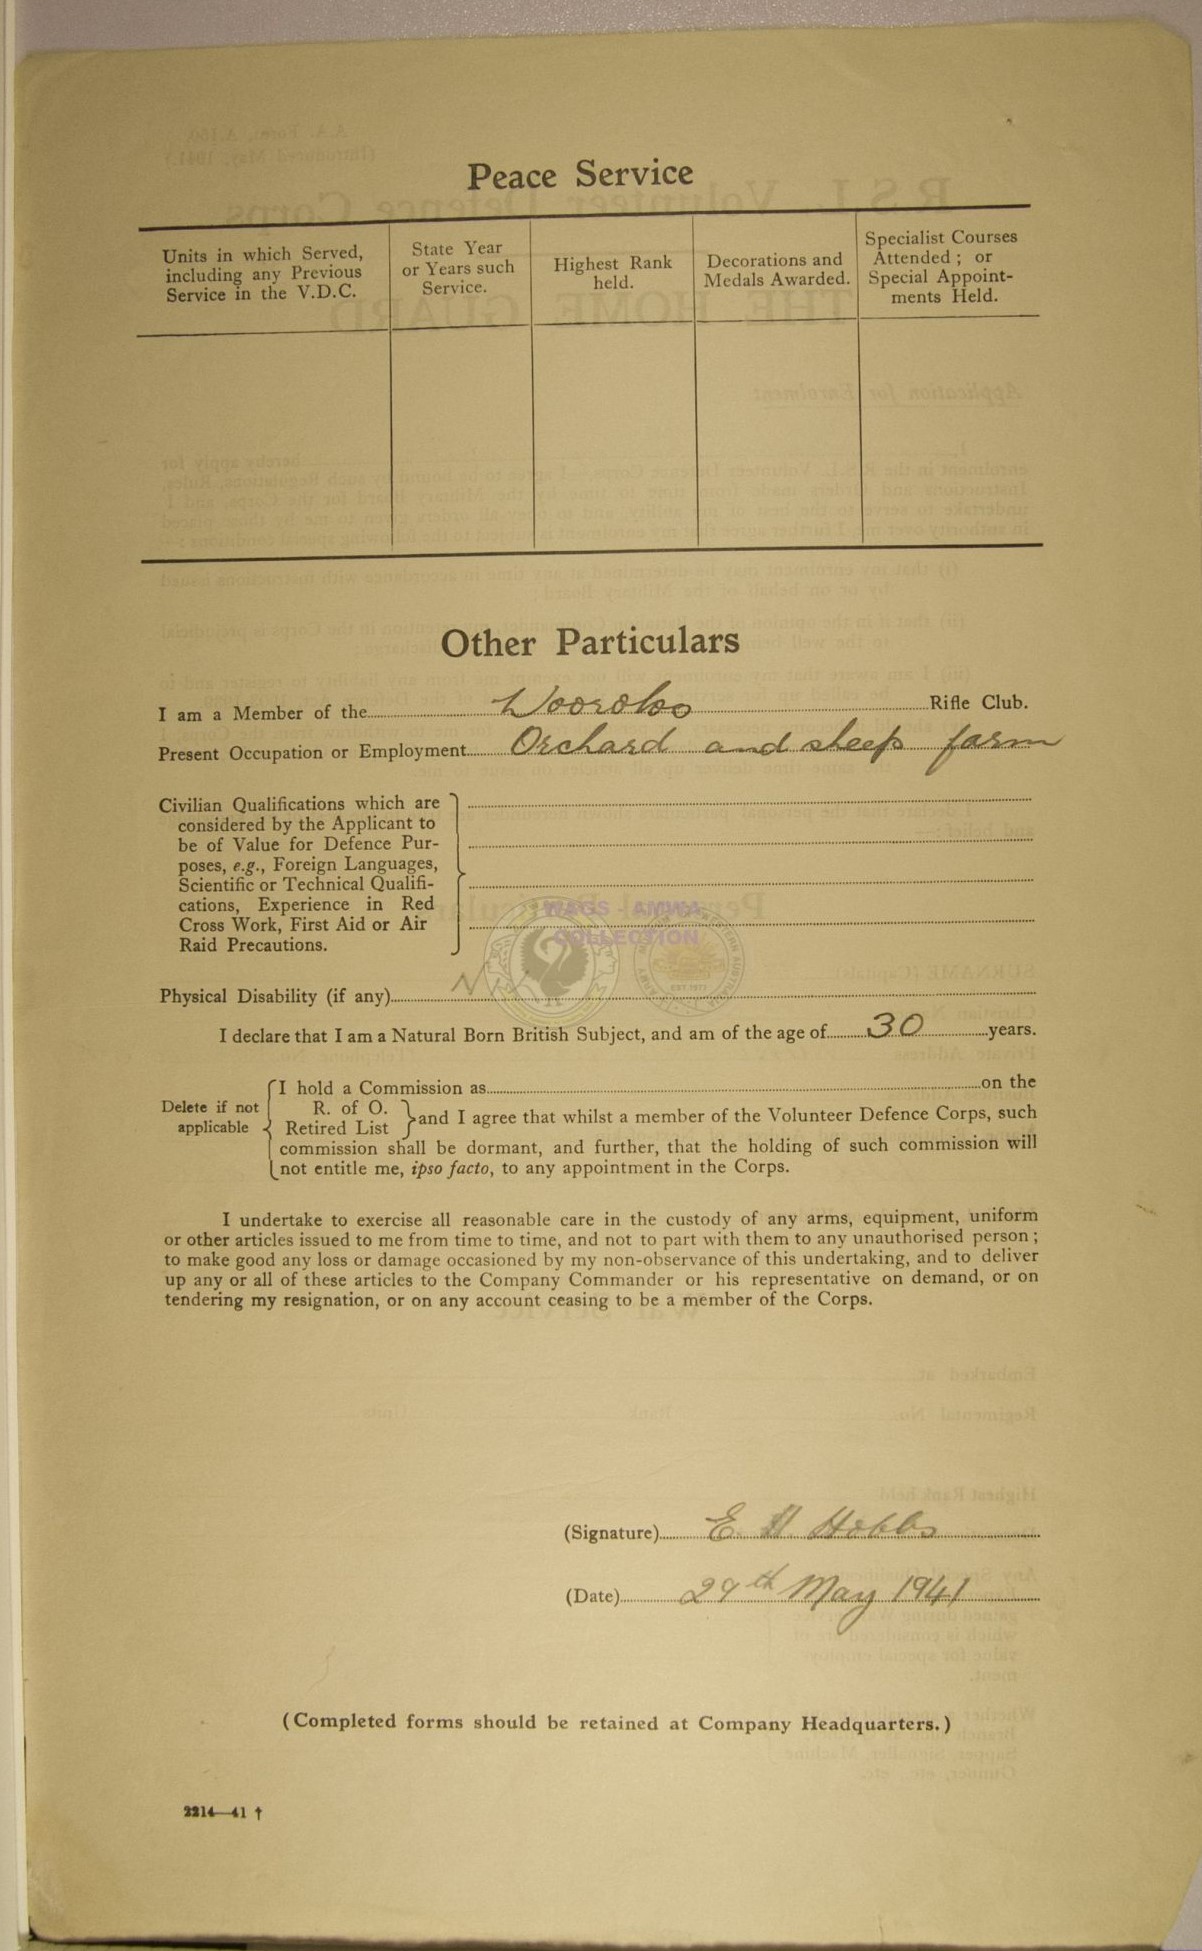 Peace Service
Units in which Served,
including any Previous
Service in the V.D.C.
State Year
or Years such
Service.
Highest Rank
held.
Decorations and
Medals Awarded.
Specialist Courses
Attended ; or
Special Appoint-
ments Held.
Other Particulars
I am a Member of the Wooroloo Rifle Club.
Present Occupation or Employment Orchard and sheep farm
Civilian Qualifications which are
considered by the Applicant to
be of Value for Defence Pur-
poses, e.g., Foreign Languages,
Scientific or Technical Qualifi-
cations, Experience in Red
Cross Work, First Aid or Air
Raid Precautions.
WAGS - AMWA
COLLECTION
Physical Disability (if any)
I declare that I am a Natural Born British Subject, and am of the age of 30 years.
Delete if not
applicable
I hold a Commission as on the
R. of O.
Retired List
and I agree that whilst a member of the Volunteer Defence Corps, such
commission shall be dormant, and further, that the holding of such commission will
not entitle me, ipso facto, to any appointment in the Corps.
I undertake to exercise all reasonable care in the custody of any arms, equipment, uniform
or other articles issued to me from time to time, and not to part with them to any unauthorised person ;
to make good any loss or damage occasioned by my non-observance of this undertaking, and to deliver
up any or all of these articles to the Company Commander or his representative on demand, or on
tendering my resignation, or on any account ceasing to be a member of the Corps.
(Signature) E H Hobbs
(Date) 29th May 1941
(Completed forms should be retained at Company Headquarters.)
2214—41 †